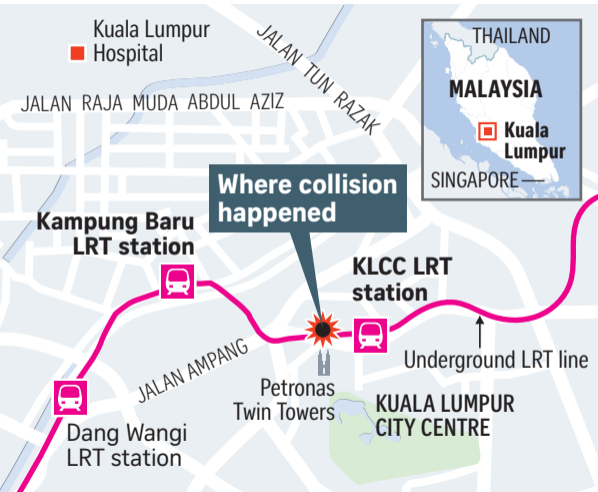 Kuala Lumpur
Hospital
JALAN TUN RAZAK
JALAN RAJA MUDA ABDUL AZIZ
THAILAND
MALAYSIA
Kuala
Lumpur
SINGAPORE
Where collision
happened
Kampung Baru
LRT station
KLCC LRT
station
JALAN AMPANG
Underground LRT line
Petronas
Twin Towers
KUALA LUMPUR
CITY CENTRE
Dang Wangi
LRT station